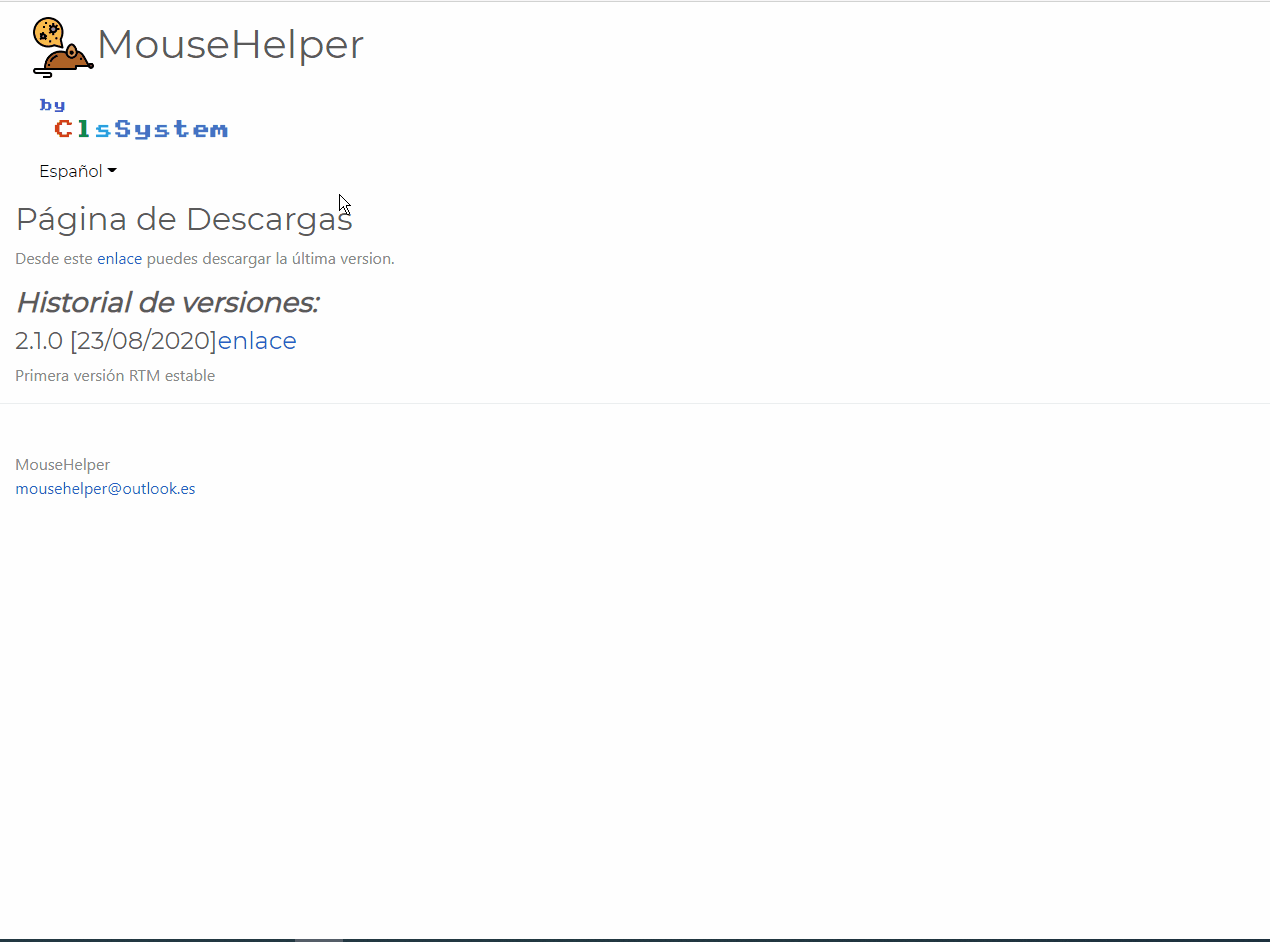 MouseHelper
by
ClsSystem
Español
Página de Descargas
Desde este enlace puedes descargar la última version.
Historial de versiones:
2.1.0 [23/08/2020]enlace
Primera versión RTM estable
MouseHelper
mousehelper@outlook.es